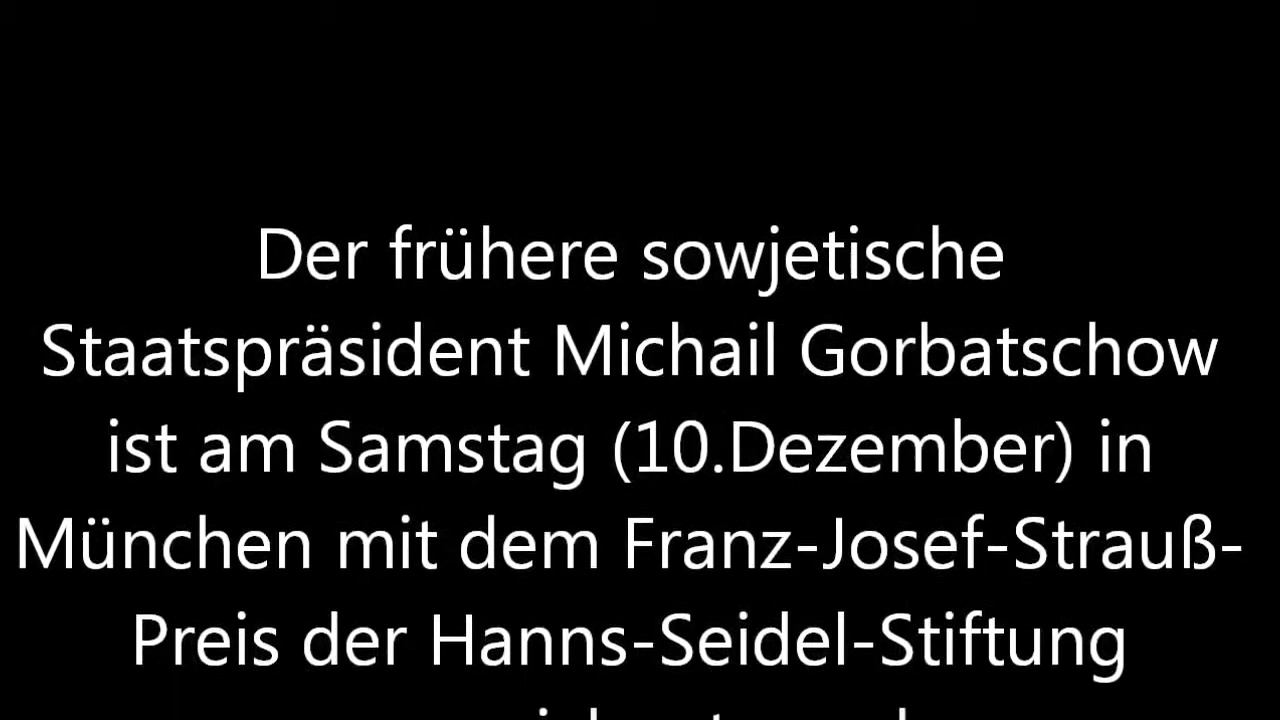 Der frühere sowjetische
Staatspräsident Michail Gorbatschow
ist am Samstag (10.Dezember) in
München mit dem Franz-Josef-Strauß-
Preis der Hanns-Seidel-Stiftung